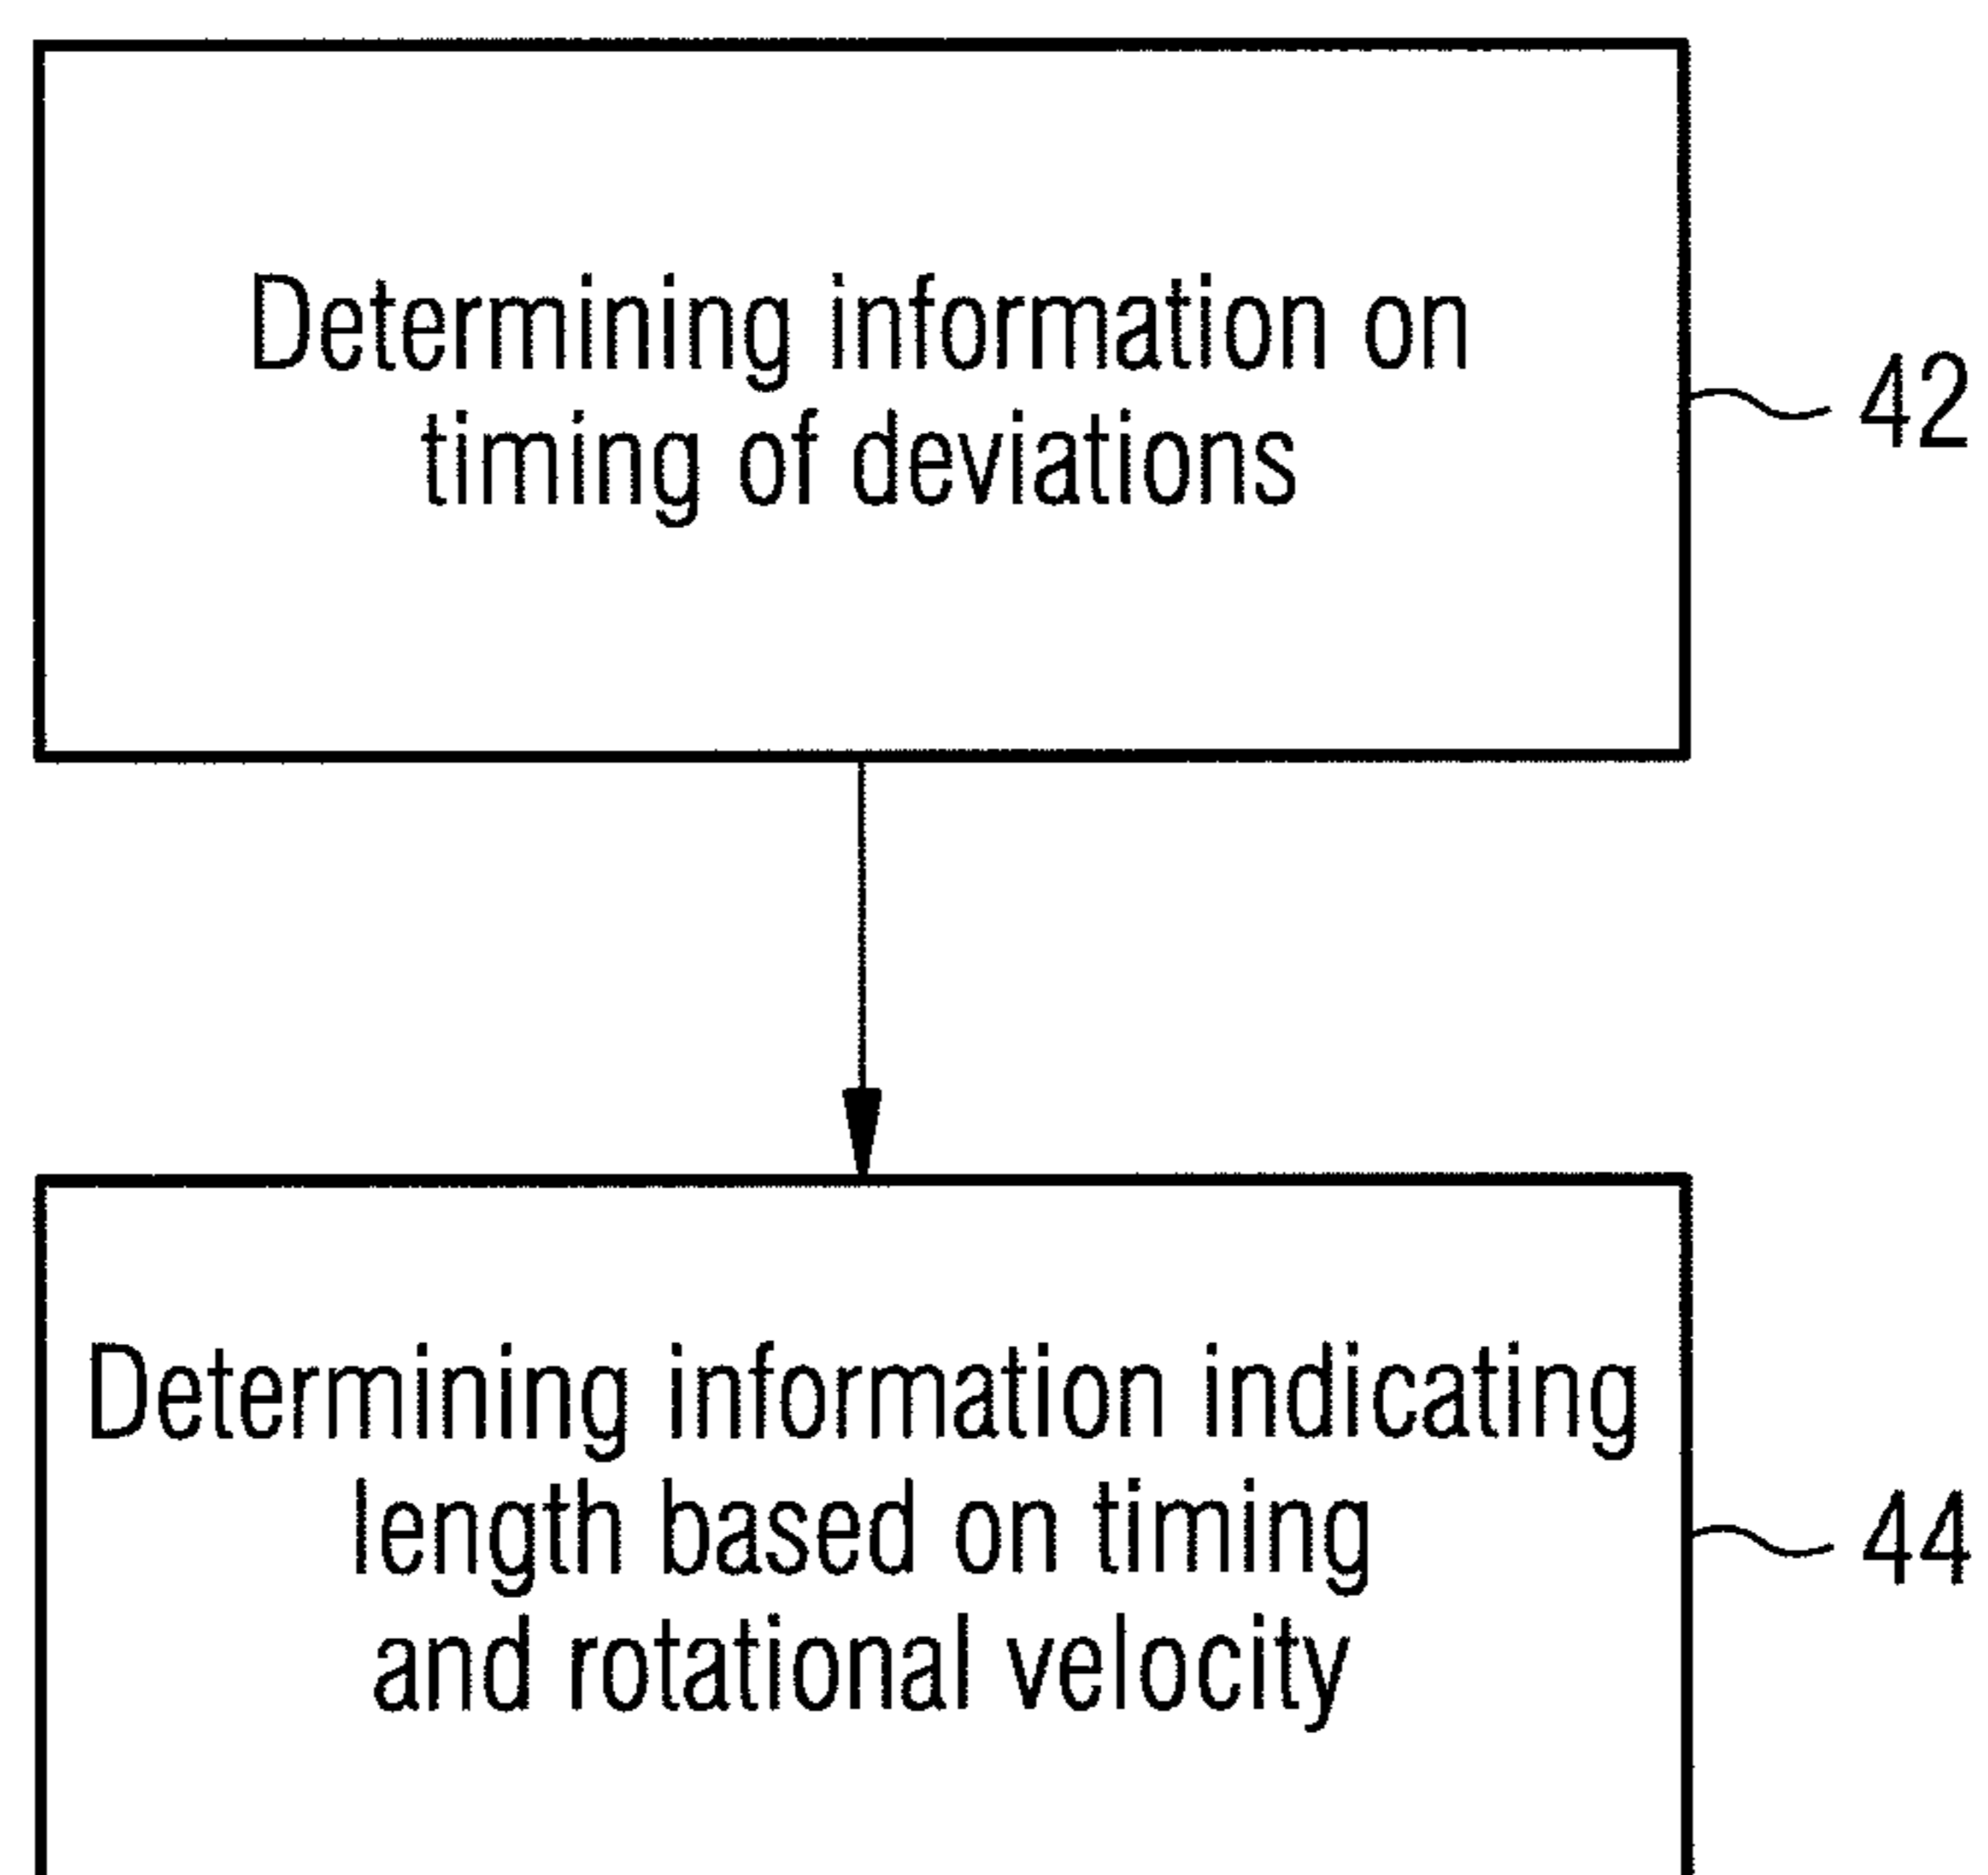 Determining information on
timing of deviations
42
Determining information indicating
length based on timing
and rotational velocity
44